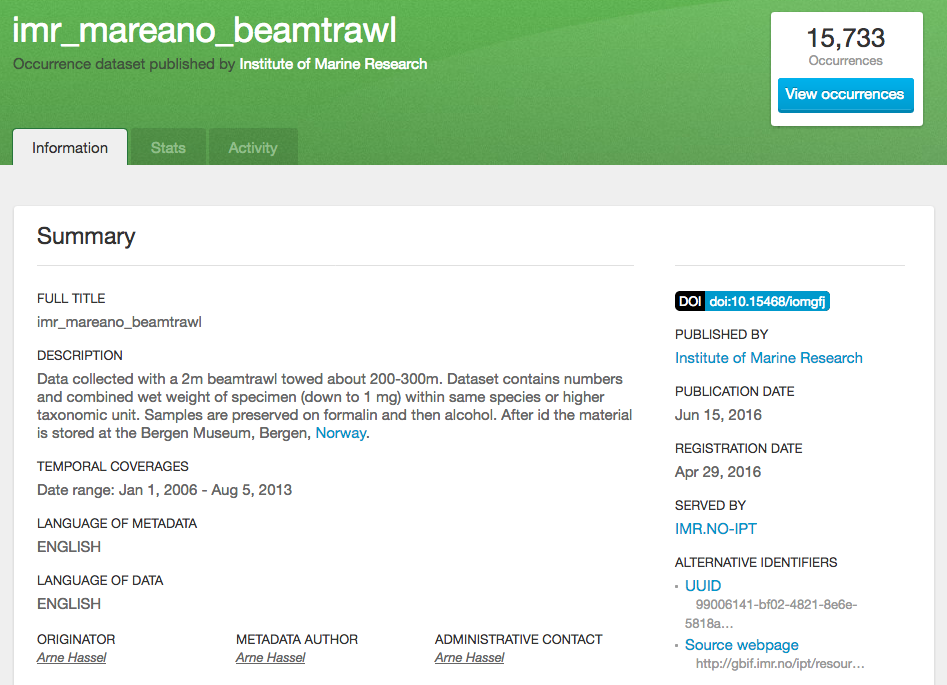 imr_mareano_beamtrawl
Occurrence dataset published by Institute of Marine Research
15,733
Occurrences
View occurrences
Information
Stats
Activity
Summary
FULL TITLE
imr_mareano_beamtrawl
DESCRIPTION
Data collected with a 2m beamtrawl towed about 200-300m. Dataset contains numbers
and combined wet weight of specimen (down to 1 mg) within same species or higher
taxonomic unit. Samples are preserved on formalin and then alcohol. After id the material
is stored at the Bergen Museum, Bergen, Norway.
TEMPORAL COVERAGES
Date range: Jan 1, 2006 - Aug 5, 2013
LANGUAGE OF METADATA
ENGLISH
LANGUAGE OF DATA
ENGLISH
ORIGINATOR
Arne Hassel
METADATA AUTHOR
Arne Hassel
ADMINISTRATIVE CONTACT
Arne Hassel
DOI doi:10.15468/iomgfj
PUBLISHED BY
Institute of Marine Research
PUBLICATION DATE
Jun 15, 2016
REGISTRATION DATE
Apr 29, 2016
SERVED BY
IMR.NO-IPT
ALTERNATIVE IDENTIFIERS
UUID
99006141-bf02-4821-8e6e-
5818a…
Source webpage
http://gbif.imr.no/ipt/resour…